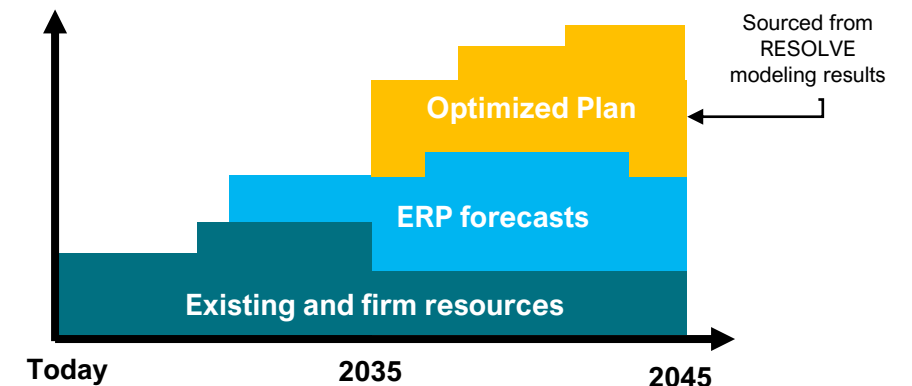 Sourced from
RESOLVE
modeling results
Optimized Plan
ERP forecasts
Existing and firm resources
Today
2035
2045